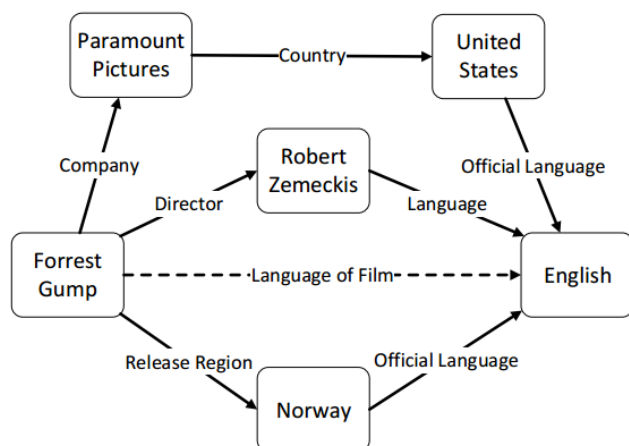 Paramount
Pictures
Country
United
States
Company
Robert
Zemeckis
Official Language
Director
Language
Forrest
Gump
Language of Film
English
Release Region
Official Language
Norway